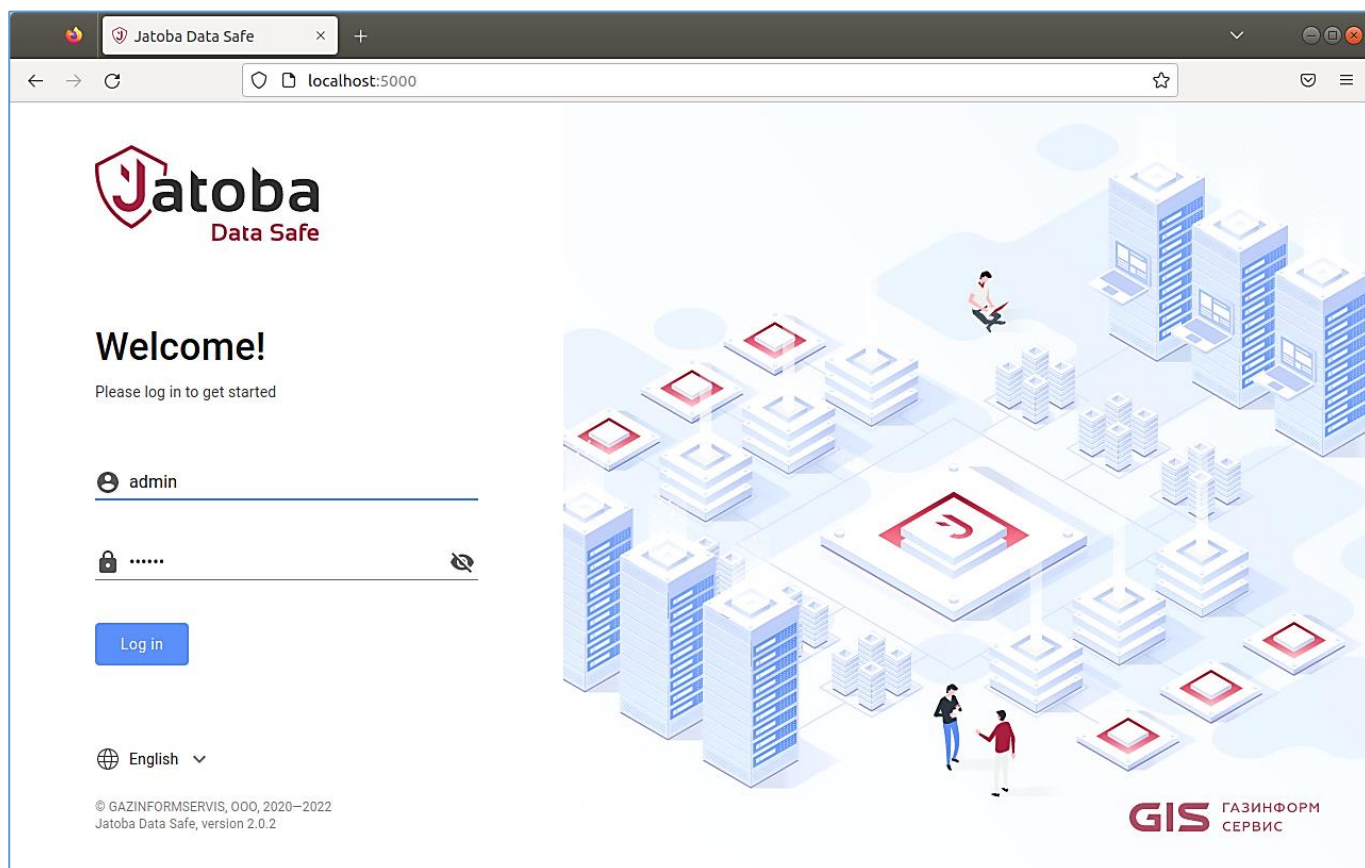 Jatoba Data Safe
localhost:5000
Jatoba
Data Safe
Welcome!
Please log in to get started
admin
••••••
Log in
English
© GAZINFORMSERVIS, OOO, 2020—2022
Jatoba Data Safe, version 2.0.2
GIS ГАЗИНФОРМ
СЕРВИС